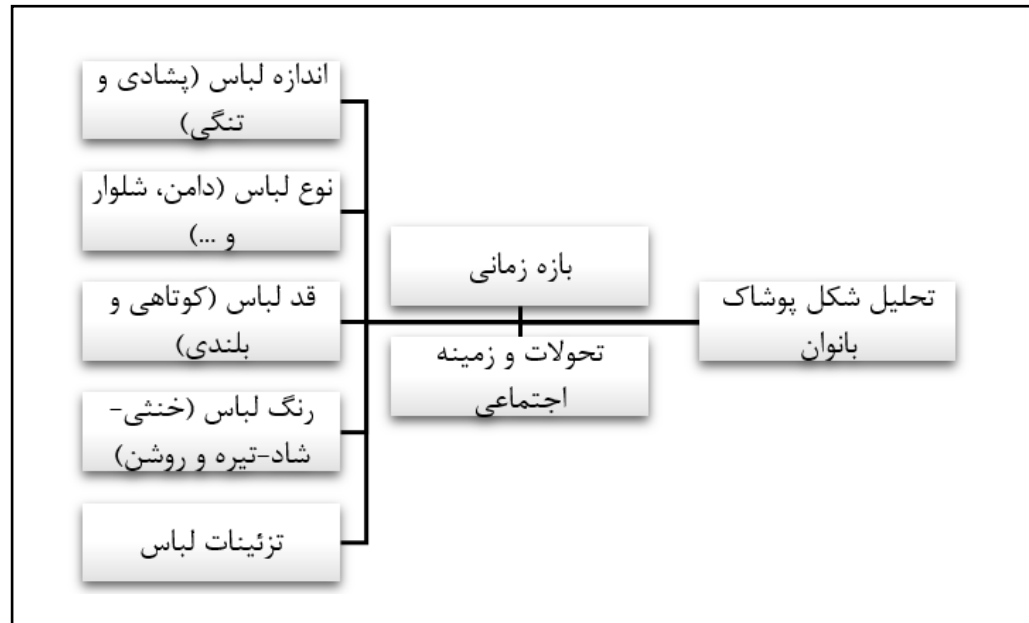 تحلیل شکل پوشاک
بانوان
بازه زمانی
تحولات و زمینه
اجتماعی
اندازه لباس (پشادی و
تنگی)
نوع لباس (دامن، شلوار
و ...)
قد لباس (کوتاهی و
بلندی)
رنگ لباس (خنثی-
شاد-تیره و روشن)
تزئینات لباس